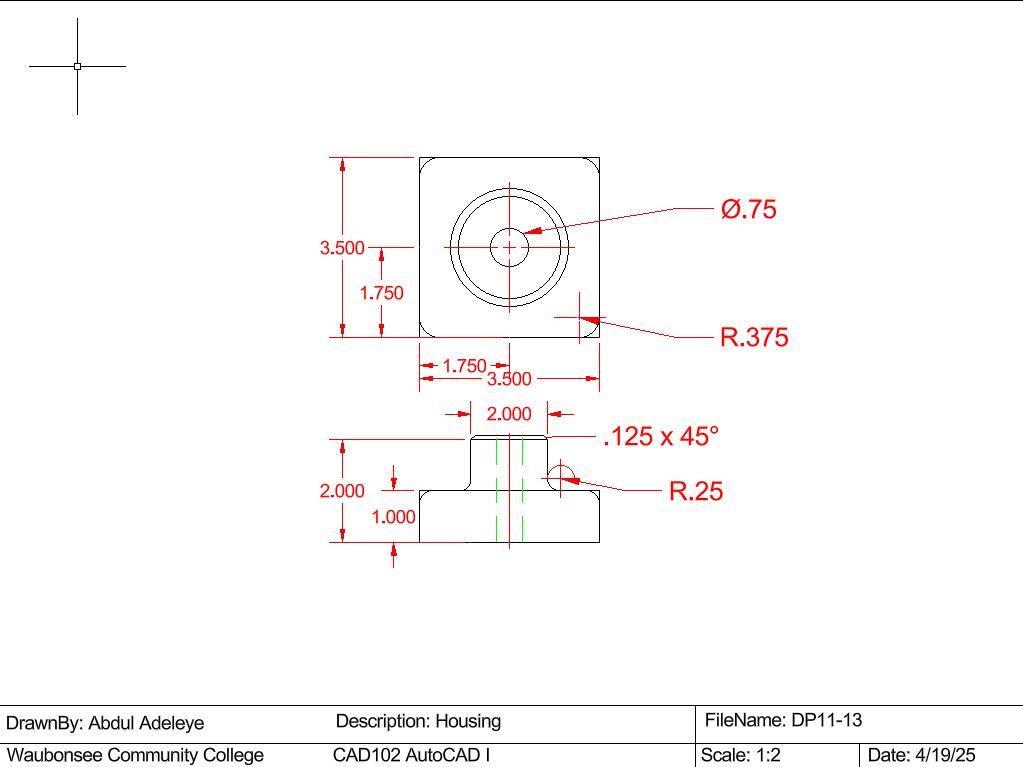 Ø.75
3.500
1.750
R.375
1.750
3.500
2.000
.125 x 45°
2.000
R.25
1.000
DrawnBy: Abdul Adeleye
Description: Housing
FileName: DP11-13
Waubonsee Community College
CAD102 AutoCAD I
Scale: 1:2
Date: 4/19/25